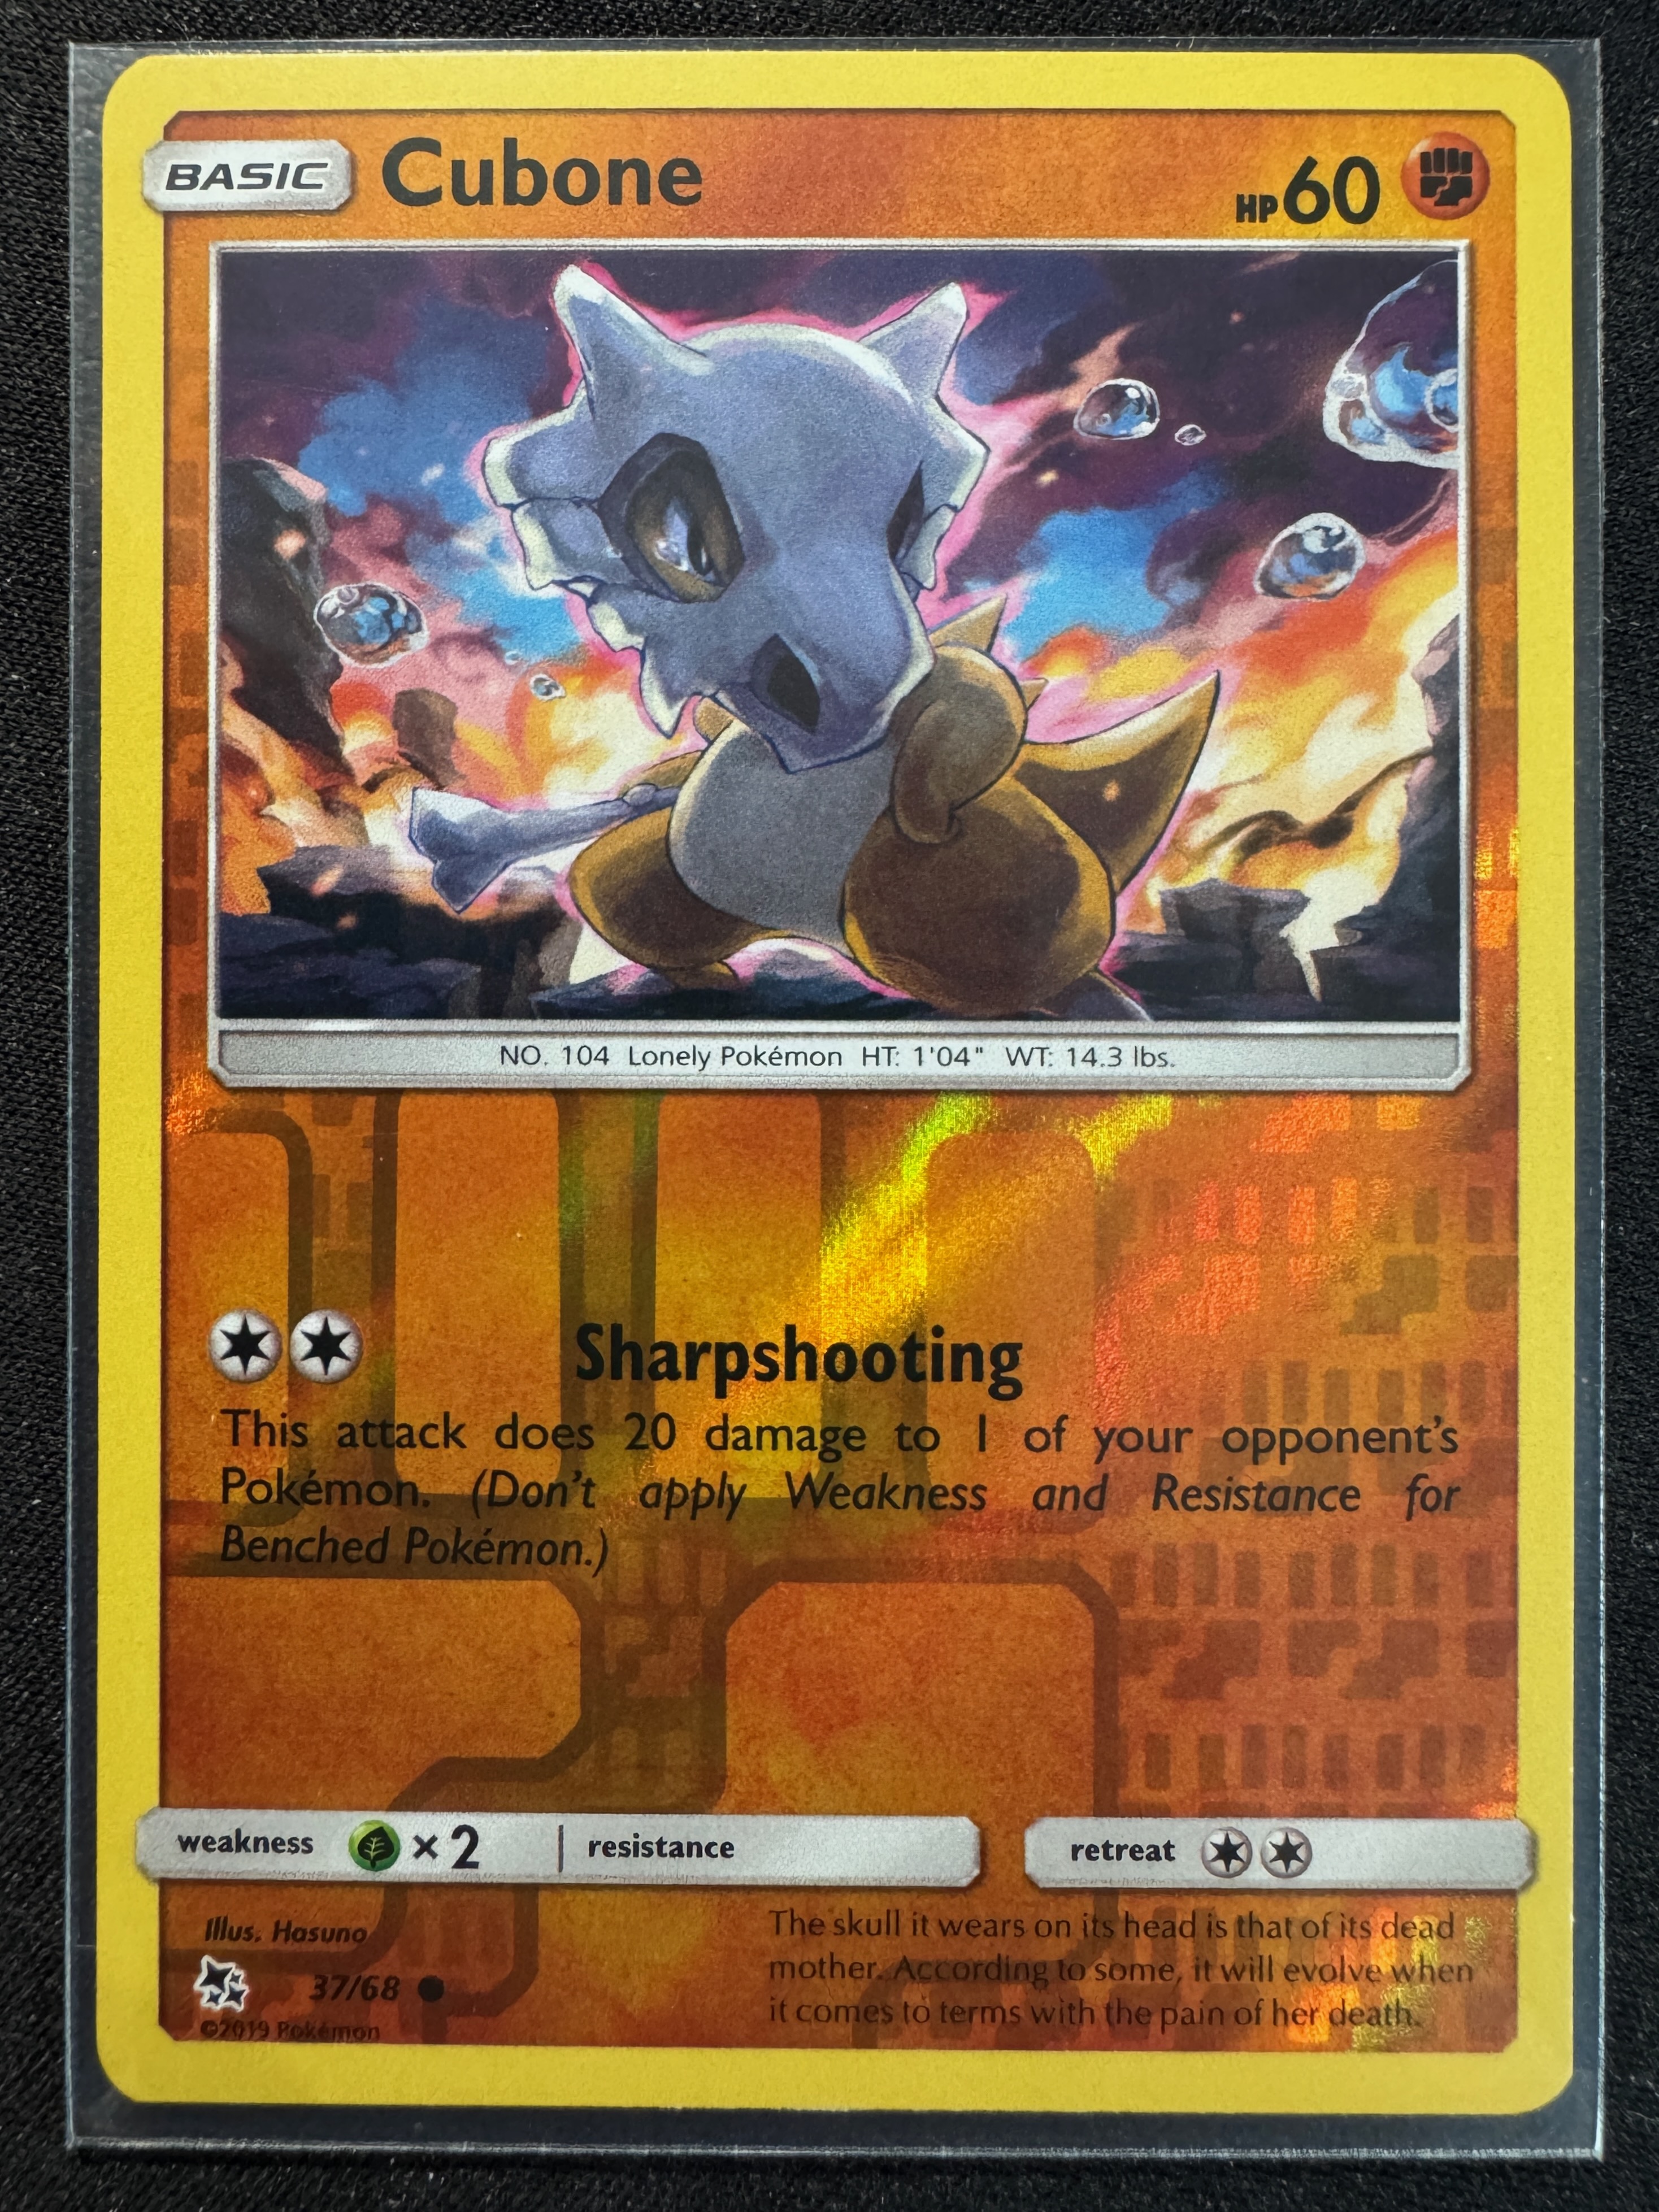 BASIC Cubone HP 60
NO. 104 Lonely Pokémon HT: 1'04" WT: 14.3 lbs.
Sharpshooting
This attack does 20 damage to 1 of your opponent's
Pokémon. (Don't apply Weakness and Resistance for
Benched Pokémon.)
weakness × 2 | resistance retreat
Illus. Hasuno
37/68
©2019 Pokémon
The skull it wears on its head is that of its dead
mother. According to some, it will evolve when
it comes to terms with the pain of her death.